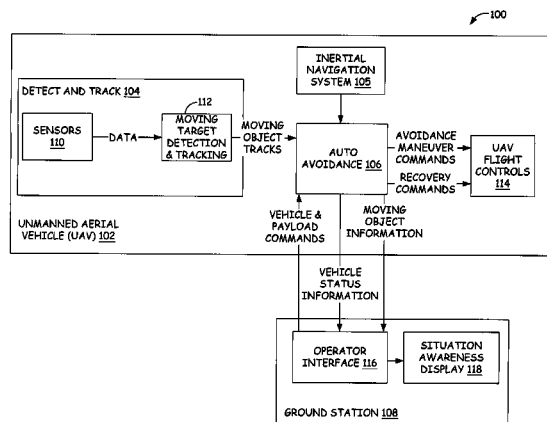 100
INERTIAL
NAVIGATION
SYSTEM 105
DETECT AND TRACK 104
112
SENSORS
110
DATA
MOVING
TARGET
DETECTION
& TRACKING
MOVING
OBJECT
TRACKS
AUTO
AVOIDANCE 106
AVOIDANCE
MANEUVER
COMMANDS
RECOVERY
COMMANDS
UAV
FLIGHT
CONTROLS
114
UNMANNED AERIAL
VEHICLE (UAV) 102
VEHICLE &
PAYLOAD
COMMANDS
MOVING
OBJECT
INFORMATION
VEHICLE
STATUS
INFORMATION
OPERATOR
INTERFACE
116
SITUATION
AWARENESS
DISPLAY 118
GROUND STATION 108